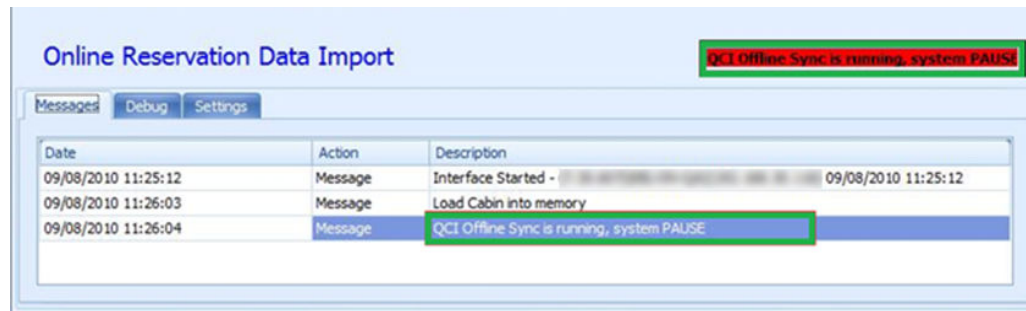 Online Reservation Data Import
QCI Offline Sync is running, system PAUSE
Messages Debug Settings
Date Action Description
09/08/2010 11:25:12 Message Interface Started - 09/08/2010 11:25:12
09/08/2010 11:26:03 Message Load Cabin into memory
09/08/2010 11:26:04 Message QCI Offline Sync is running, system PAUSE